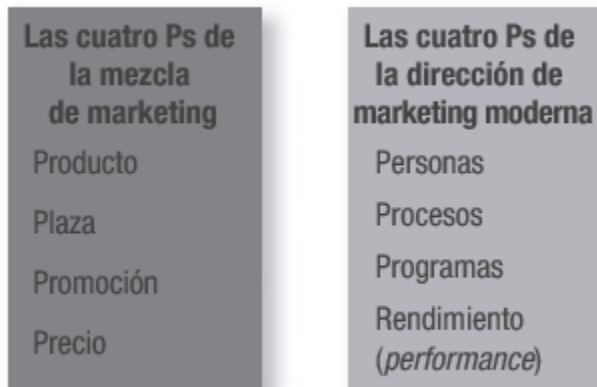 Las cuatro Ps de
la mezcla
de marketing
Producto
Plaza
Promoción
Precio
Las cuatro Ps de
la dirección de
marketing moderna
Personas
Procesos
Programas
Rendimiento
(performance)